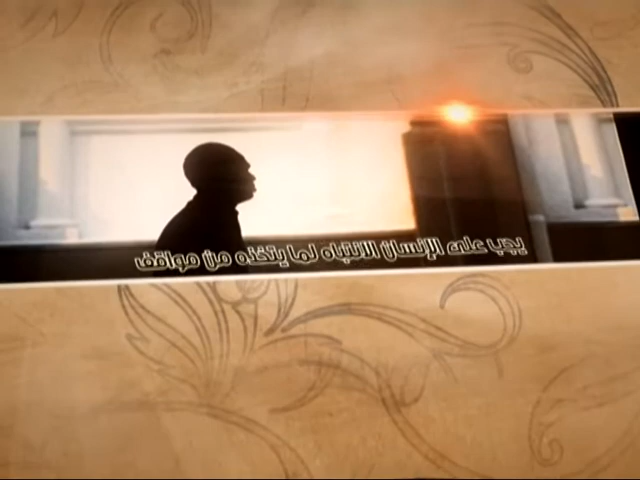 يجب على الإنسان الانتباه لما يتخذه من مواقف